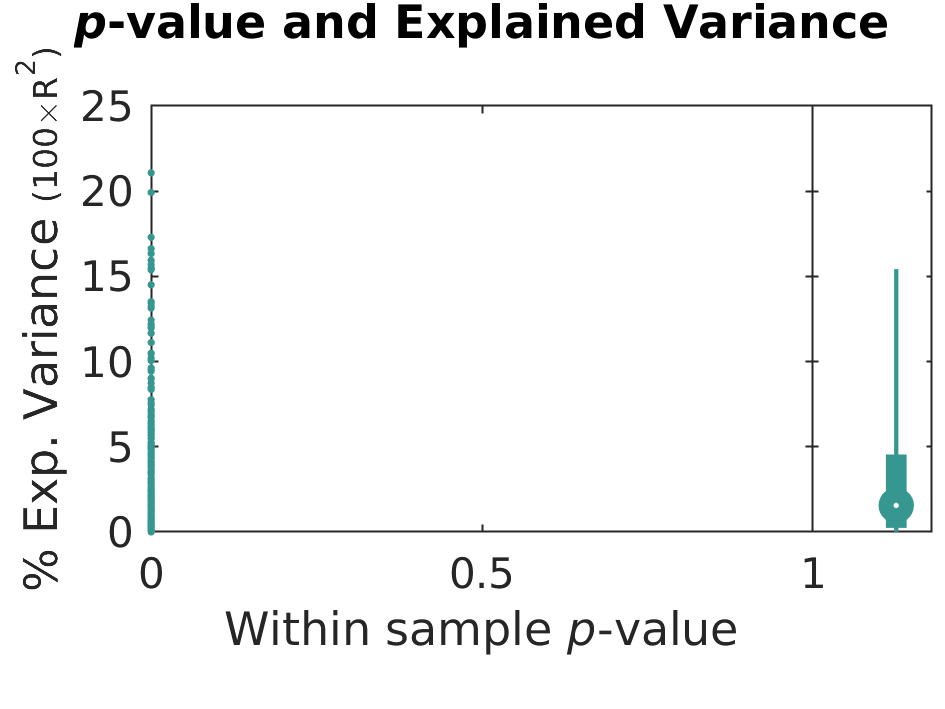 p-value and Explained Variance
% Exp. Variance (100×R²)
25
20
15
10
5
0
0 0.5 1
Within sample p-value